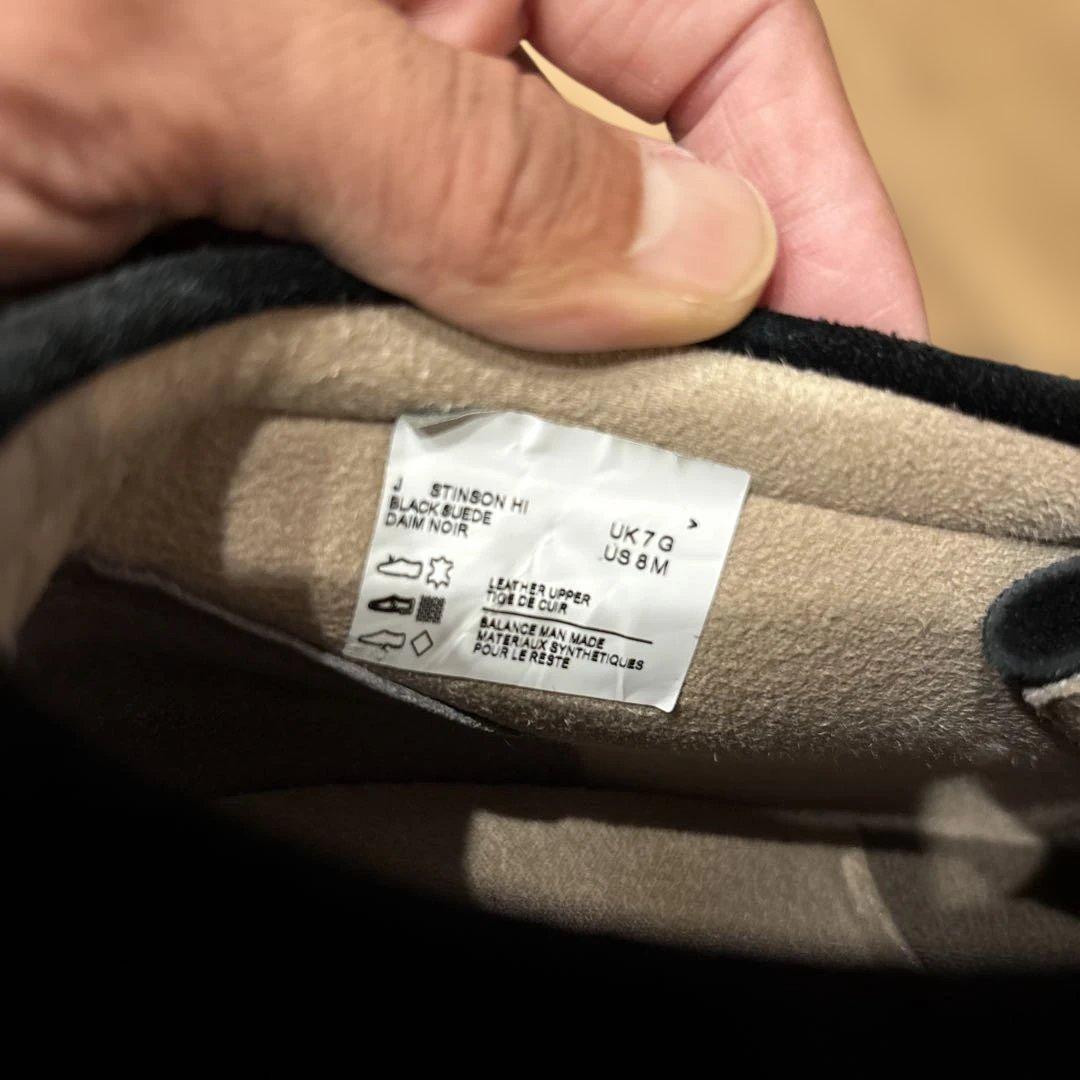 J STINSON HI
BLACK SUEDE
DAIM NOIR
>
UK 7 G
US 8 M
LEATHER UPPER
TIGE DE CUIR
BALANCE MAN MADE
MATERIAUX SYNTHETIQUES
POUR LE RESTE